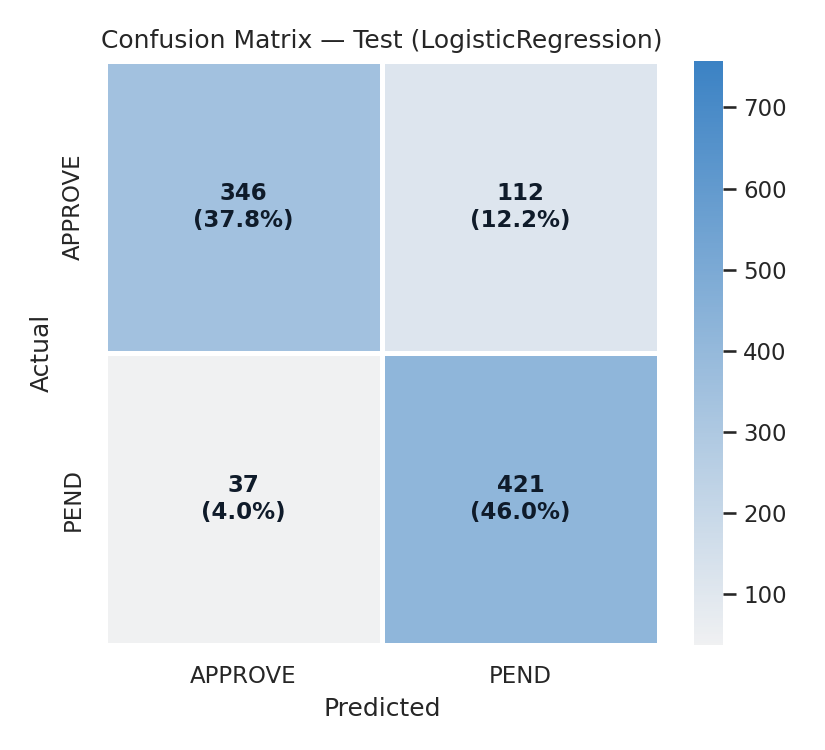 Confusion Matrix — Test (LogisticRegression)
Actual
APPROVE
346
(37.8%)
112
(12.2%)
PEND
37
(4.0%)
421
(46.0%)
APPROVE
PEND
Predicted
700
600
500
400
300
200
100